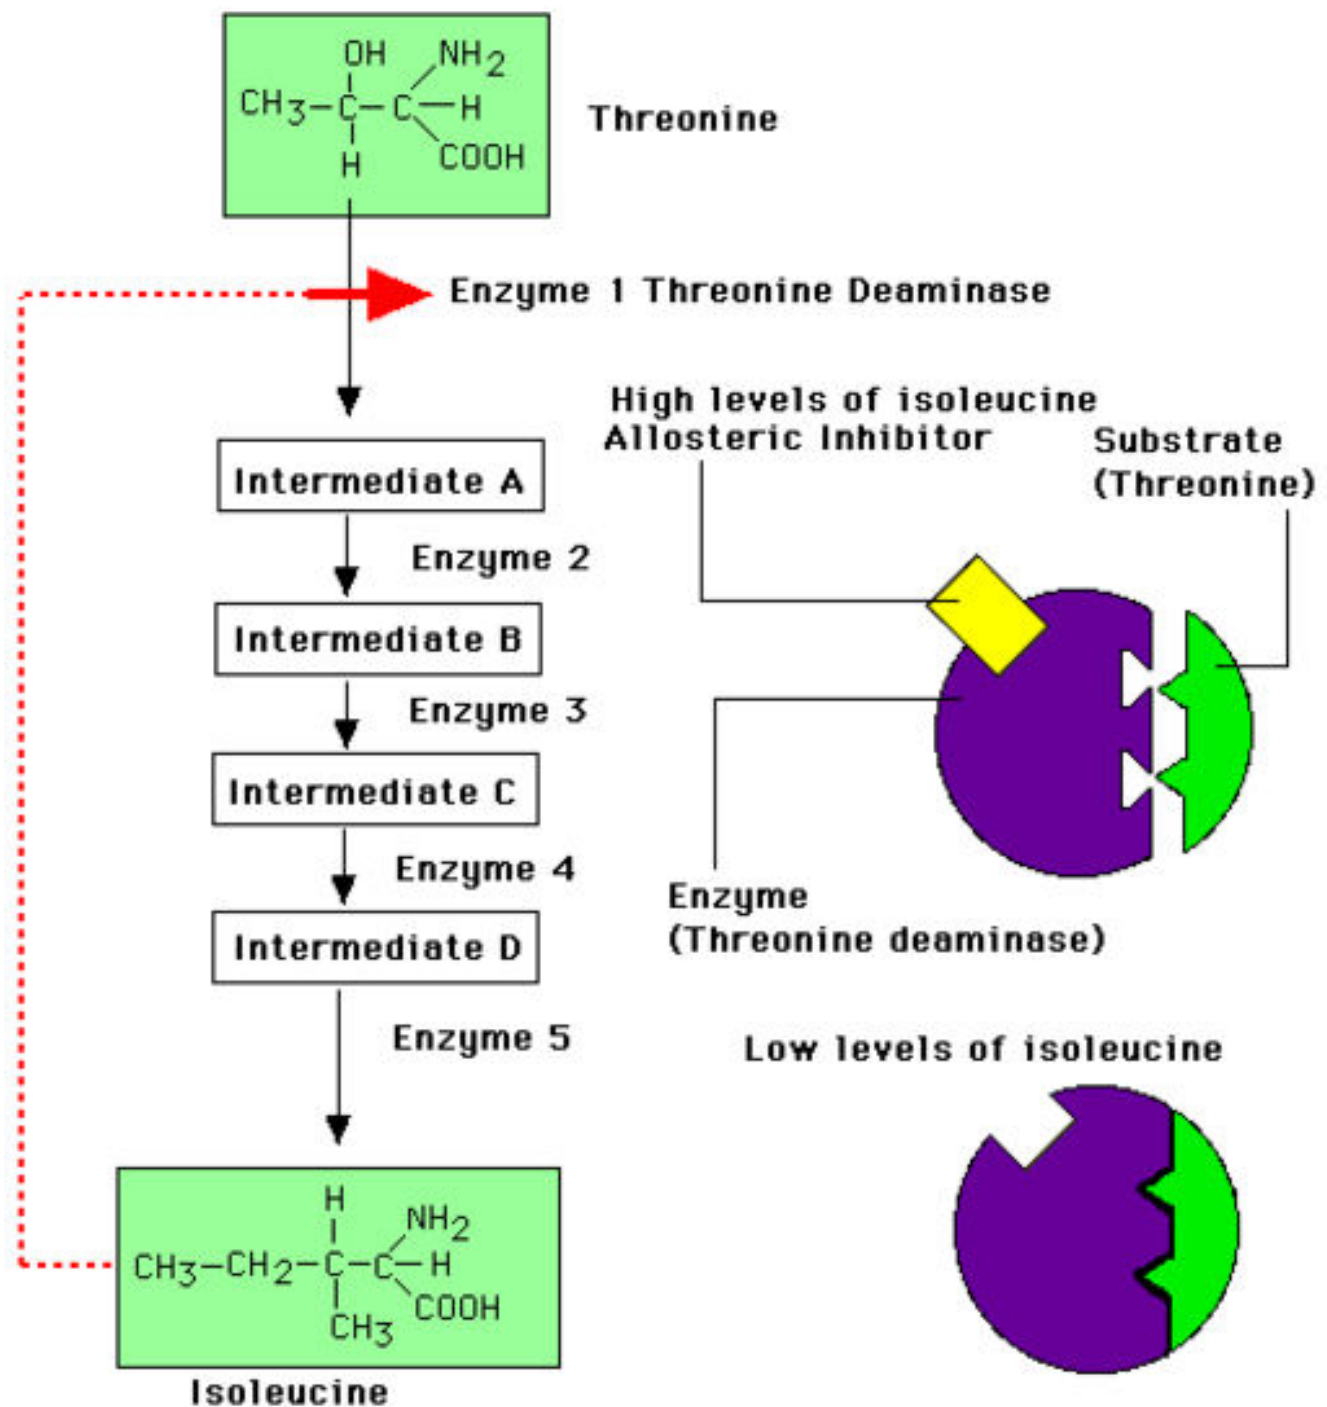 OH
NH2
CH3-C-C-H
H
COOH
Threonine
Enzyme 1 Threonine Deaminase
High levels of isoleucine
Allosteric Inhibitor
Substrate
(Threonine)
Intermediate A
Enzyme 2
Intermediate B
Enzyme 3
Intermediate C
Enzyme 4
Intermediate D
Enzyme
(Threonine deaminase)
Enzyme 5
Low levels of isoleucine
H
NH2
CH3-CH2-C-C-H
COOH
CH3
Isoleucine